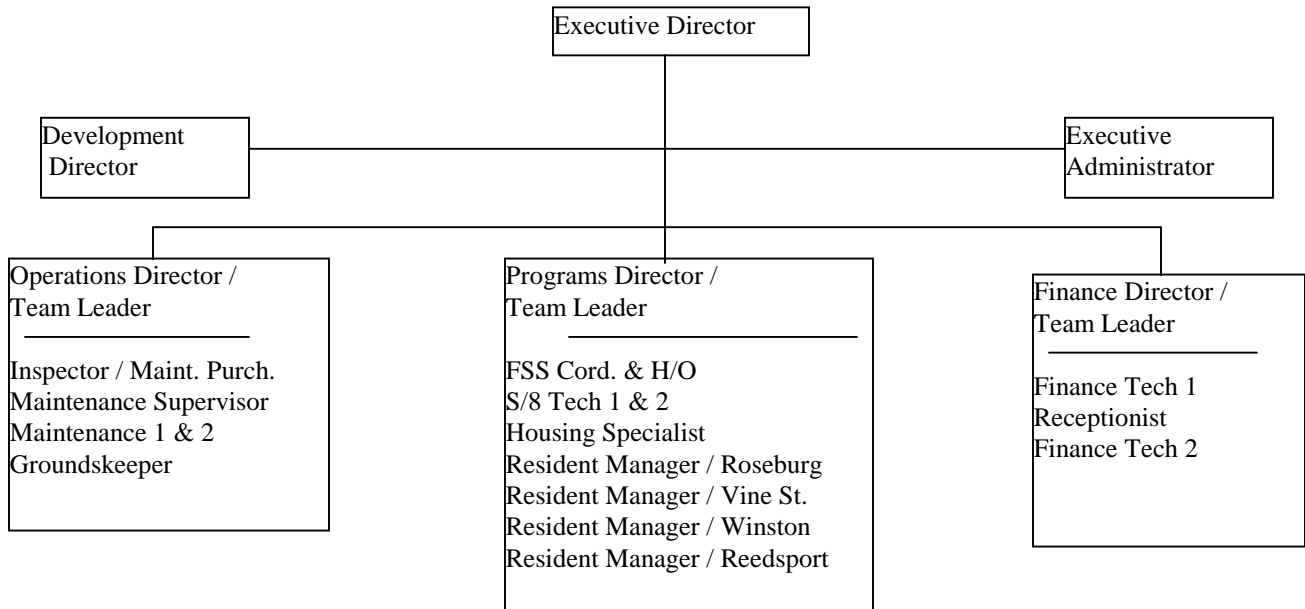 Executive Director
Development
Director
Executive
Administrator
Operations Director /
Team Leader
Inspector / Maint. Purch.
Maintenance Supervisor
Maintenance 1 & 2
Groundskeeper
Programs Director /
Team Leader
FSS Cord. & H/O
S/8 Tech 1 & 2
Housing Specialist
Resident Manager / Roseburg
Resident Manager / Vine St.
Resident Manager / Winston
Resident Manager / Reedsport
Finance Director /
Team Leader
Finance Tech 1
Receptionist
Finance Tech 2